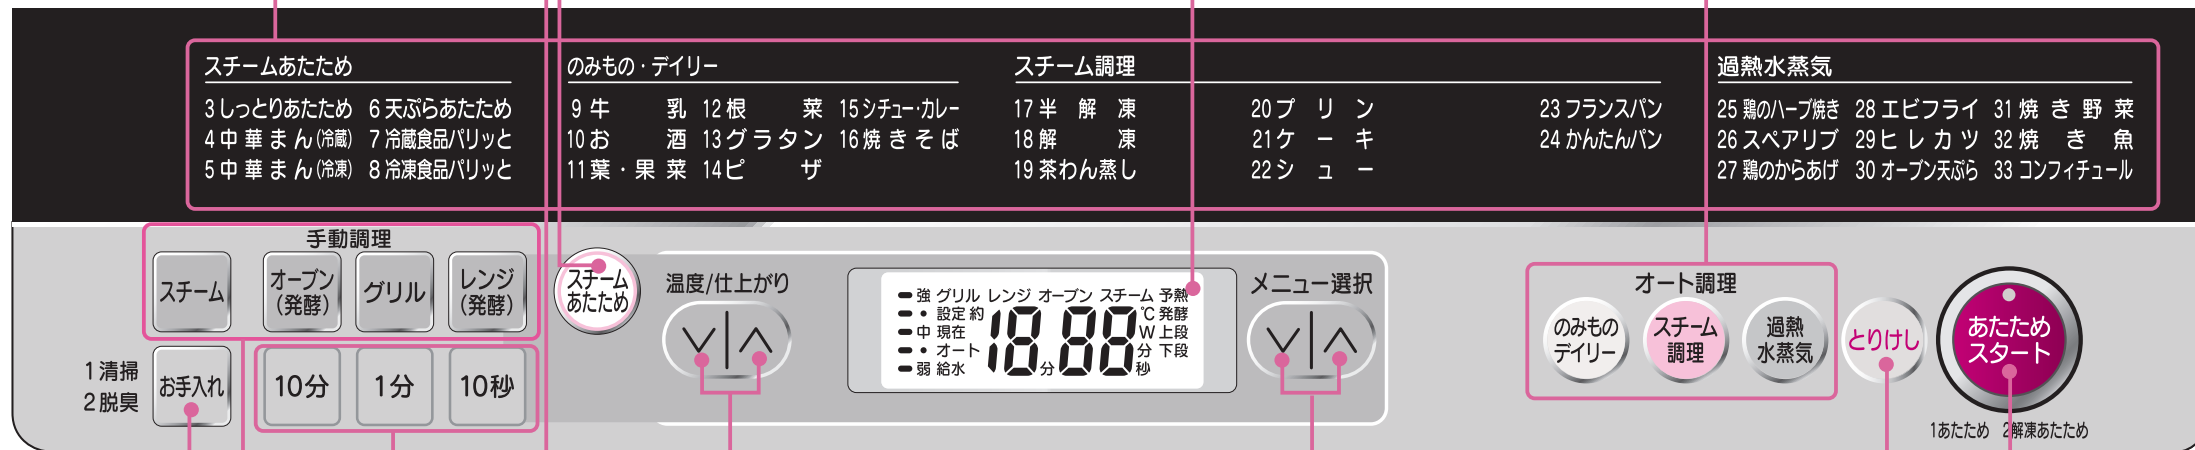 スチームあたため
3 しっとりあたため 6 天ぷらあたため
4 中華まん(冷蔵) 7 冷蔵食品パリッと
5 中華まん(冷凍) 8 冷凍食品パリッと
のみもの・デイリー
9 牛乳 12 根菜 15 シチュー・カレー
10 お酒 13 グラタン 16 焼きそば
11 葉・果菜 14 ピザ
スチーム調理
17 半解凍 20 プリン 23 フランスパン
18 解凍 21 ケーキ 24 かんたんパン
19 茶わん蒸し 22 シュー
過熱水蒸気
25 鶏のハーブ焼き 28 エビフライ 31 焼き野菜
26 スペアリブ 29 ヒレカツ 32 焼き魚
27 鶏のからあげ 30 オーブン天ぷら 33 コンフィチュール
手動調理
スチーム
オーブン
(発酵)
グリル
レンジ
(発酵)
1 清掃
2 脱臭
お手入れ
10分
1分
10秒
スチーム
あたため
温度/仕上がり
強 グリル レンジ オーブン スチーム 予熱
・ 設定 約 ℃ 発酵
中 現在 18 88 W 上段
・ オート 分 下段
弱 給水 分 秒
メニュー選択
オート調理
のみもの
デイリー
スチーム
調理
過熱
水蒸気
とりけし
あたため
スタート
1あたため 2解凍あたため